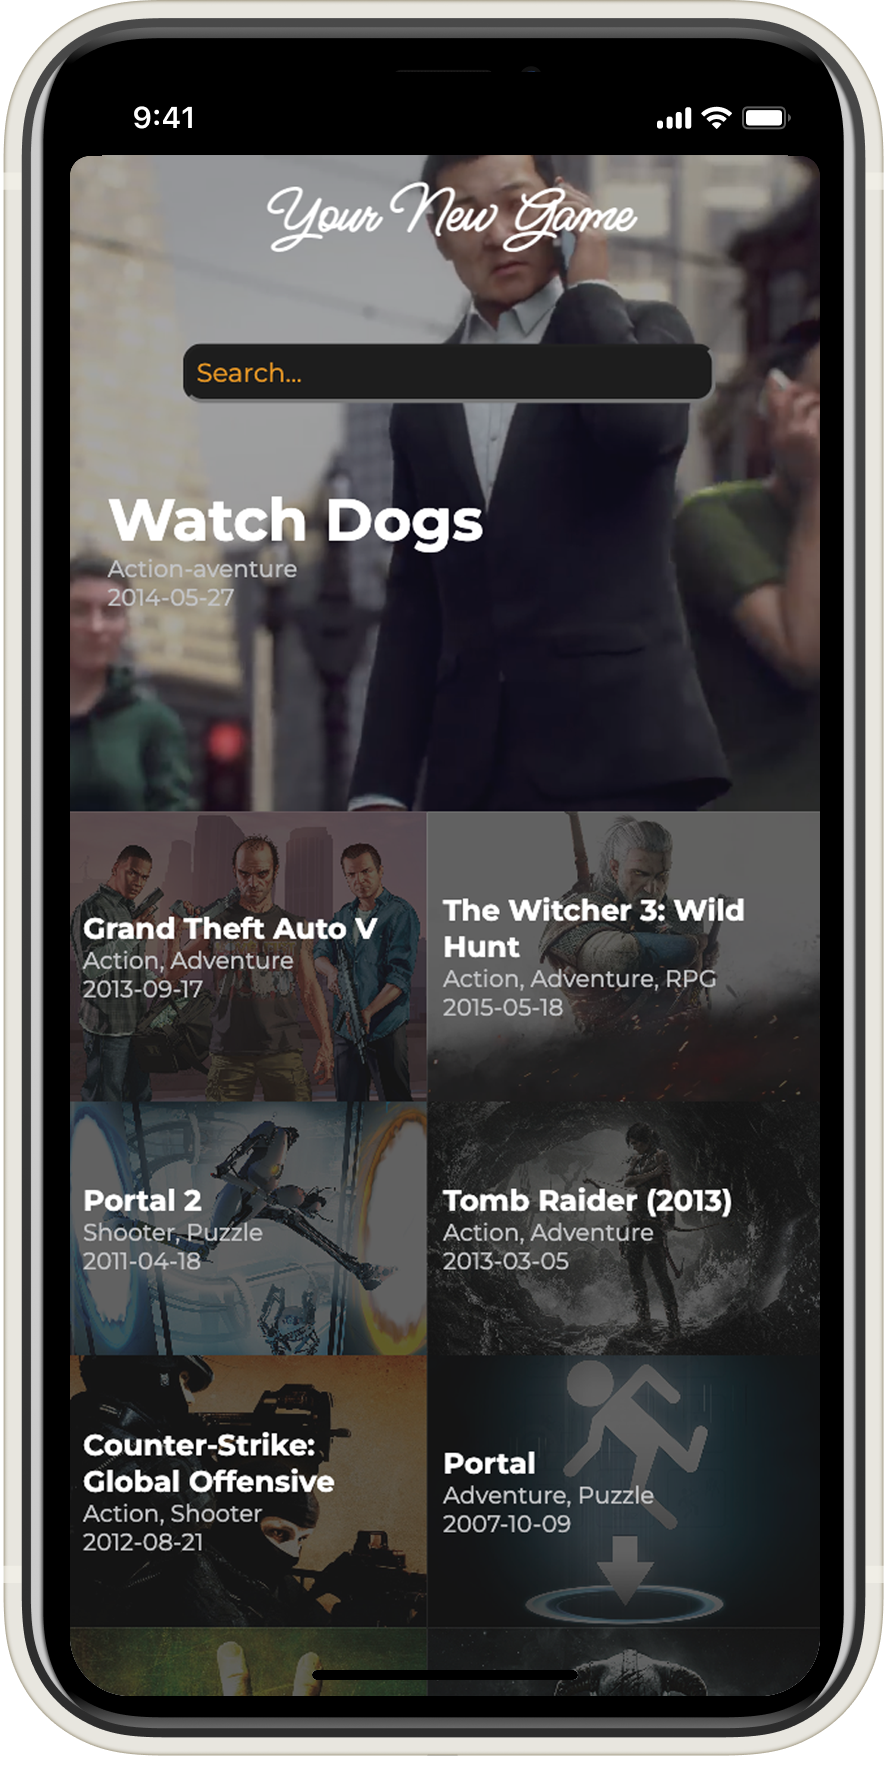 9:41
Your New Game
Search...
Watch Dogs
Action-aventure
2014-05-27
Grand Theft Auto V
Action, Adventure
2013-09-17
The Witcher 3: Wild
Hunt
Action, Adventure, RPG
2015-05-18
Portal 2
Shooter, Puzzle
2011-04-18
Tomb Raider (2013)
Action, Adventure
2013-03-05
Counter-Strike:
Global Offensive
Action, Shooter
2012-08-21
Portal
Adventure, Puzzle
2007-10-09